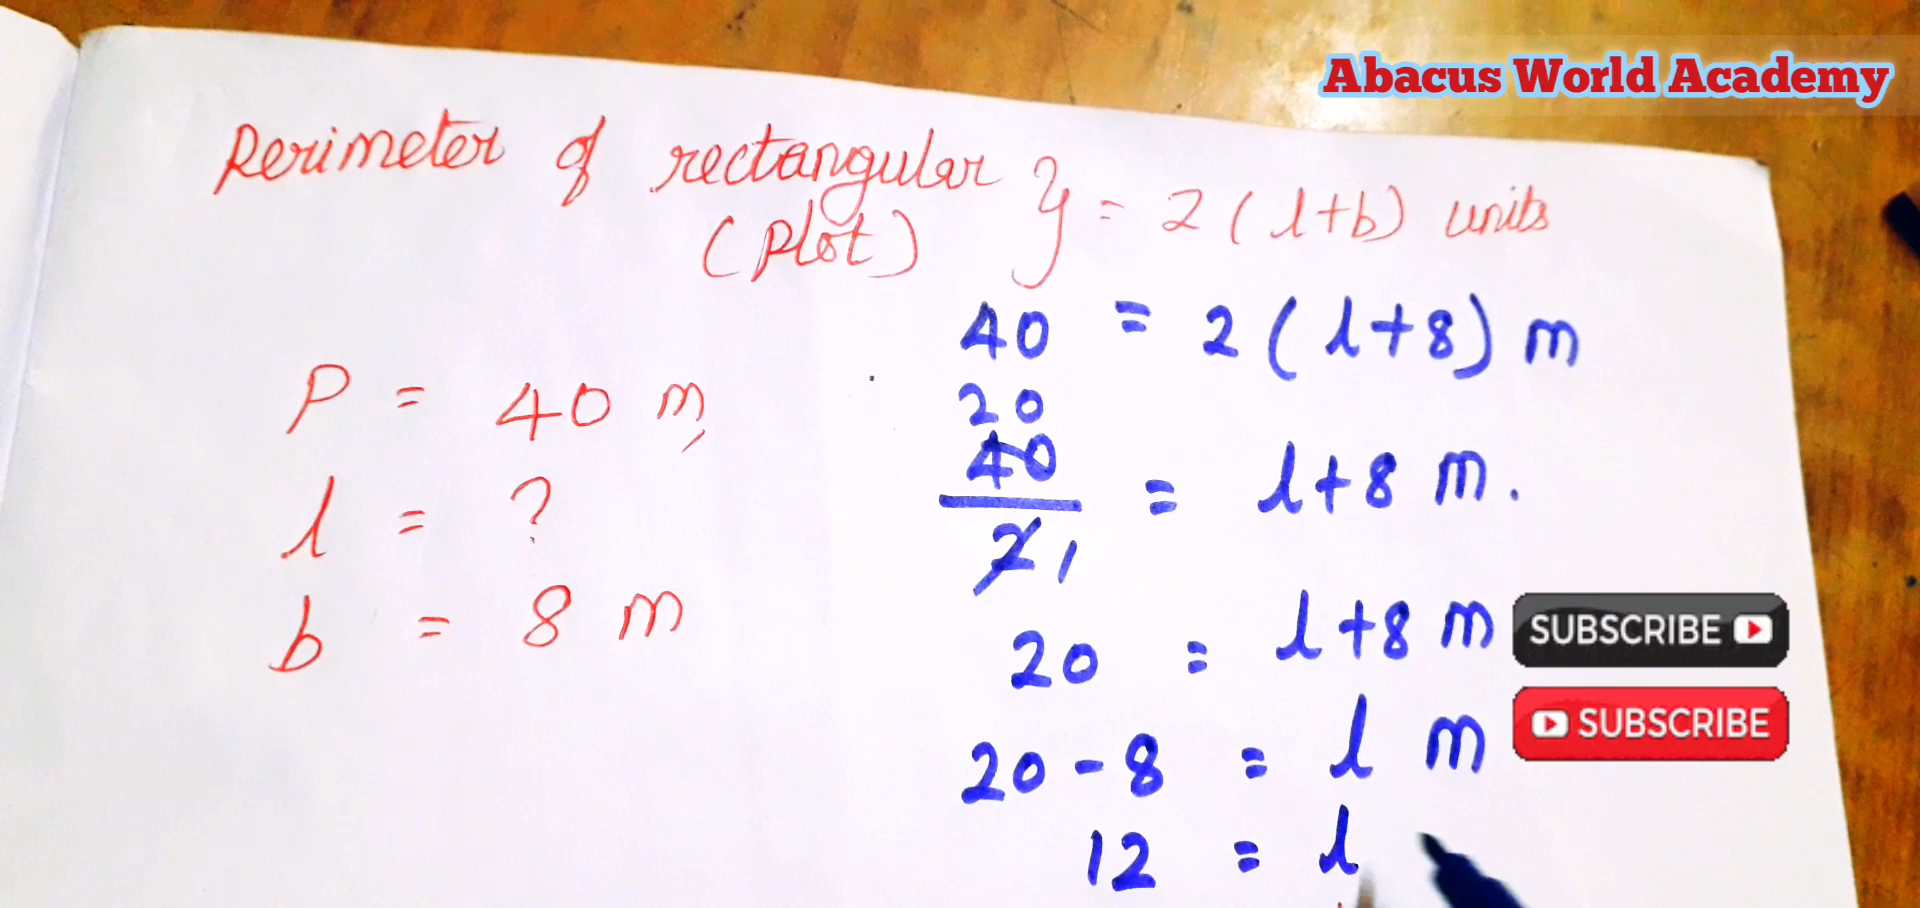 Abacus World Academy
Perimeter of rectangular
(plot) } = 2 (l+b) units
P = 40 m,
l = ?
b = 8 m
40 = 2 (l+8) m
20
40
2 1 = l+8 m.
20 = l+8 m
20 - 8 = l m
12 = l
SUBSCRIBE
SUBSCRIBE